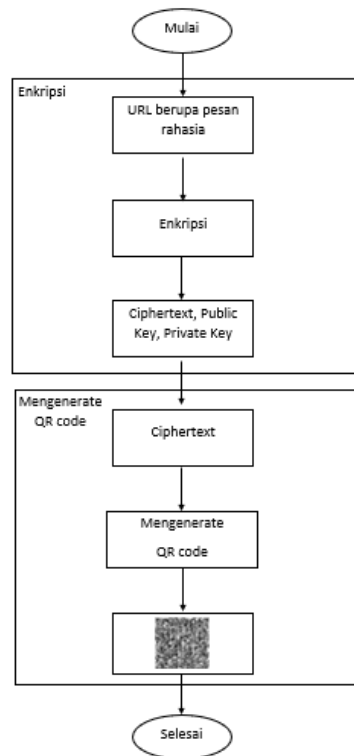 Mulai
Enkripsi
URL berupa pesan
rahasia
Enkripsi
Ciphertext, Public
Key, Private Key
Mengenerate
QR code
Ciphertext
Mengenerate
QR code
Selesai